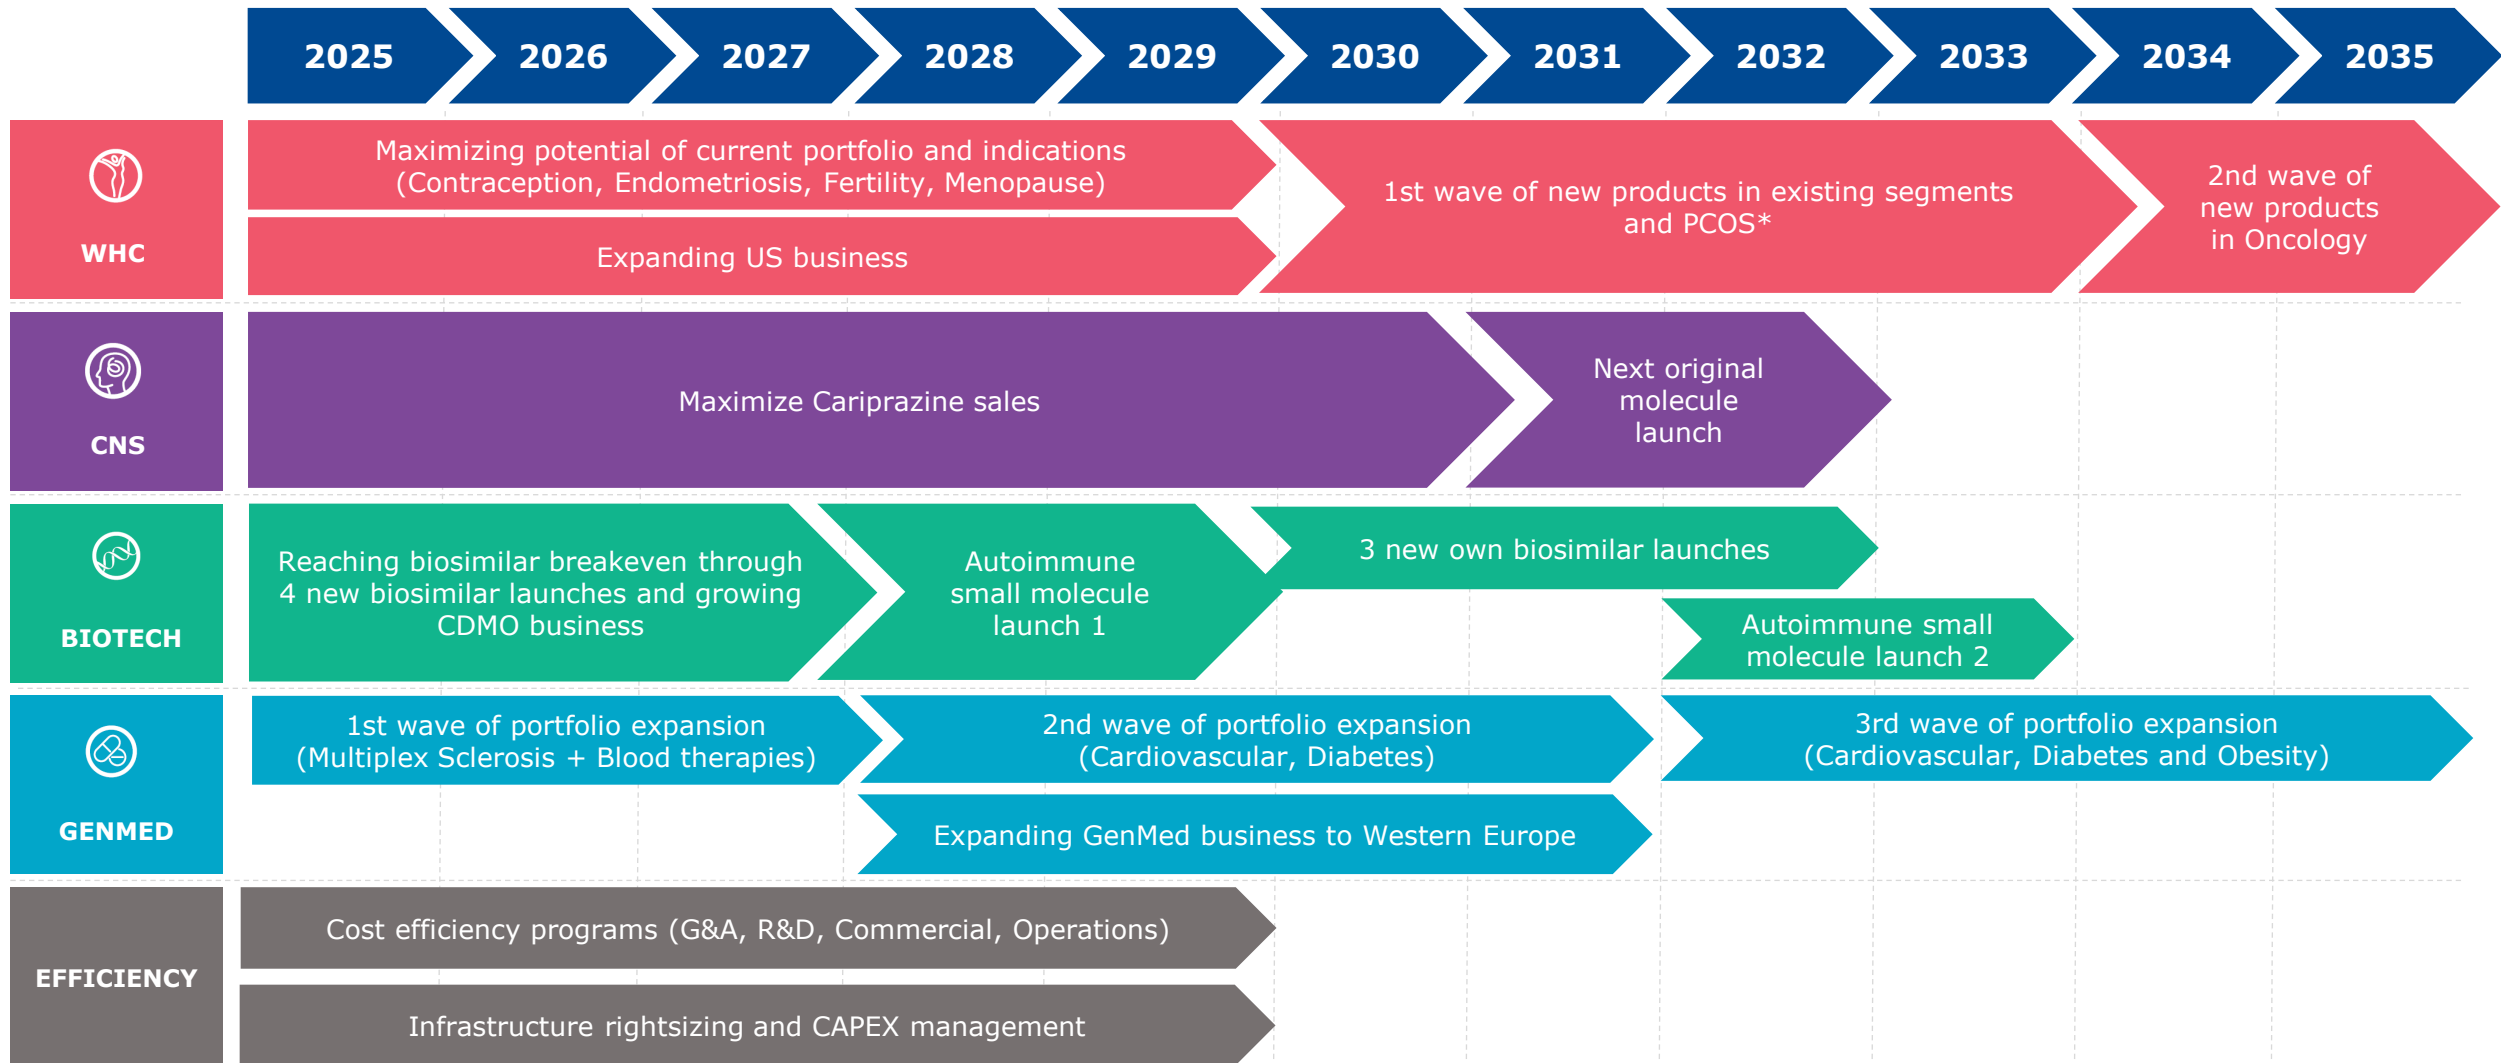 2025 2026 2027 2028 2029 2030 2031 2032 2033 2034 2035
WHC
Maximizing potential of current portfolio and indications
(Contraception, Endometriosis, Fertility, Menopause)
Expanding US business
1st wave of new products in existing segments
and PCOS*
2nd wave of
new products
in Oncology
CNS
Maximize Cariprazine sales
Next original
molecule
launch
BIOTECH
Reaching biosimilar breakeven through
4 new biosimilar launches and growing
CDMO business
Autoimmune
small molecule
launch 1
3 new own biosimilar launches
Autoimmune small
molecule launch 2
GENMED
1st wave of portfolio expansion
(Multiplex Sclerosis + Blood therapies)
2nd wave of portfolio expansion
(Cardiovascular, Diabetes)
3rd wave of portfolio expansion
(Cardiovascular, Diabetes and Obesity)
Expanding GenMed business to Western Europe
EFFICIENCY
Cost efficiency programs (G&A, R&D, Commercial, Operations)
Infrastructure rightsizing and CAPEX management